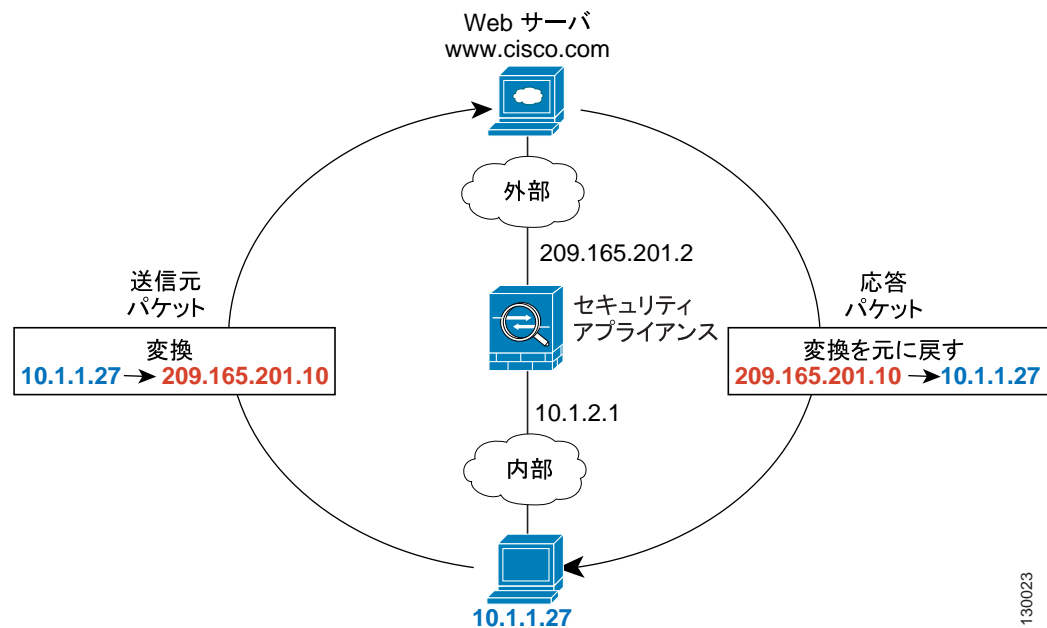 Web サーバ
www.cisco.com
外部
209.165.201.2
送信元
パケット
変換
10.1.1.27 → 209.165.201.10
セキュリティ
アプライアンス
応答
パケット
変換を元に戻す
209.165.201.10 → 10.1.1.27
10.1.2.1
内部
10.1.1.27
130023